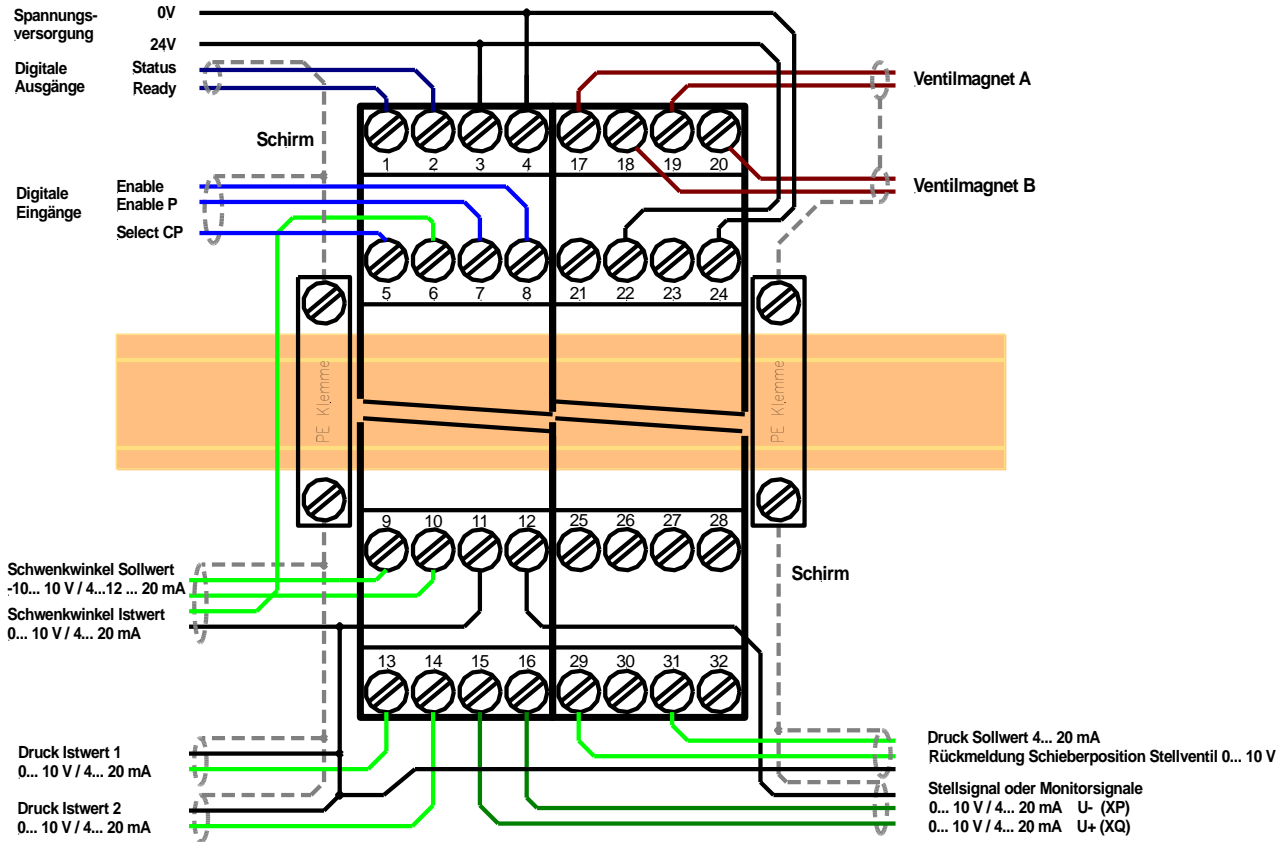 Spannungs-
versorgung
0V
24V
Digitale
Ausgänge
Status
Ready
Schirm
Ventilmagnet A
1 2 3 4 17 18 19 20
Digitale
Eingänge
Enable
Enable P
Select CP
Ventilmagnet B
5 6 7 8 21 22 23 24
PE Klemme
PE Klemme
9 10 11 12 25 26 27 28
Schwenkwinkel Sollwert
-10... 10 V / 4...12 ... 20 mA
Schwenkwinkel Istwert
0... 10 V / 4... 20 mA
Schirm
13 14 15 16 29 30 31 32
Druck Istwert 1
0... 10 V / 4... 20 mA
Druck Istwert 2
0... 10 V / 4... 20 mA
Druck Sollwert 4... 20 mA
Rückmeldung Schieberposition Stellventil 0... 10 V
Stellsignal oder Monitorsignale
0... 10 V / 4... 20 mA U- (XP)
0... 10 V / 4... 20 mA U+ (XQ)